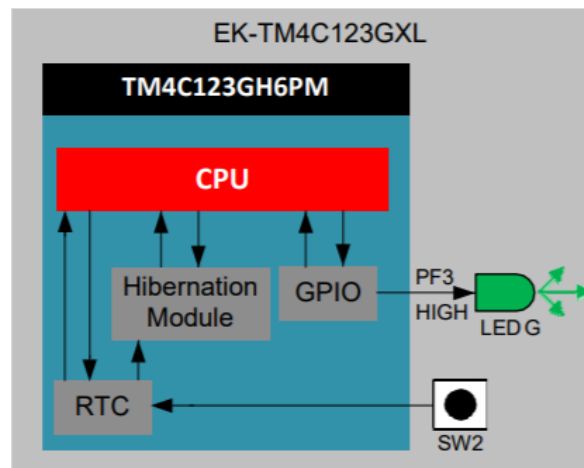 EK-TM4C123GXL
TM4C123GH6PM
CPU
Hibernation
Module
GPIO
PF3
HIGH
LED G
RTC
SW2